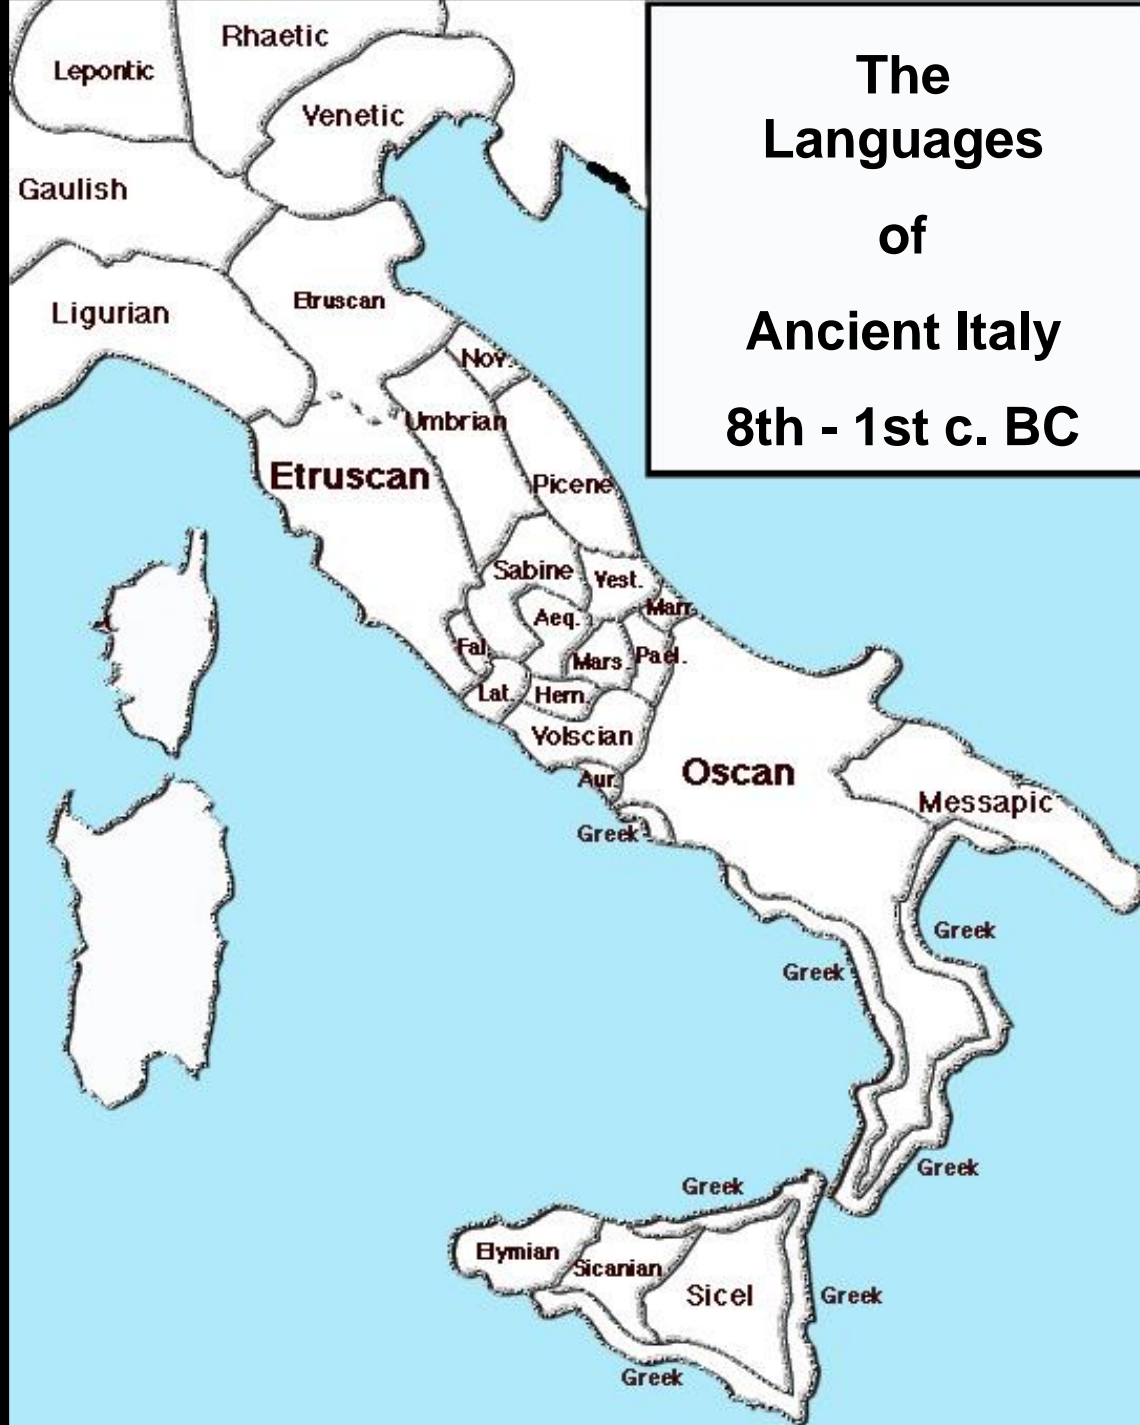 The
Languages
of
Ancient Italy
8th - 1st c. BC
Rhaetic
Lepontic
Venetic
Gaulish
Etruscan
Ligurian
Nov.
Umbrian
Etruscan
Picene
Sabine
Vest.
Marr.
Aeq.
Fal.
Mars.
Pael.
Lat.
Hern.
Volscian
Oscan
Aur.
Messapic
Greek
Greek
Greek
Greek
Greek
Elymian
Sicanian
Sicel
Greek
Greek